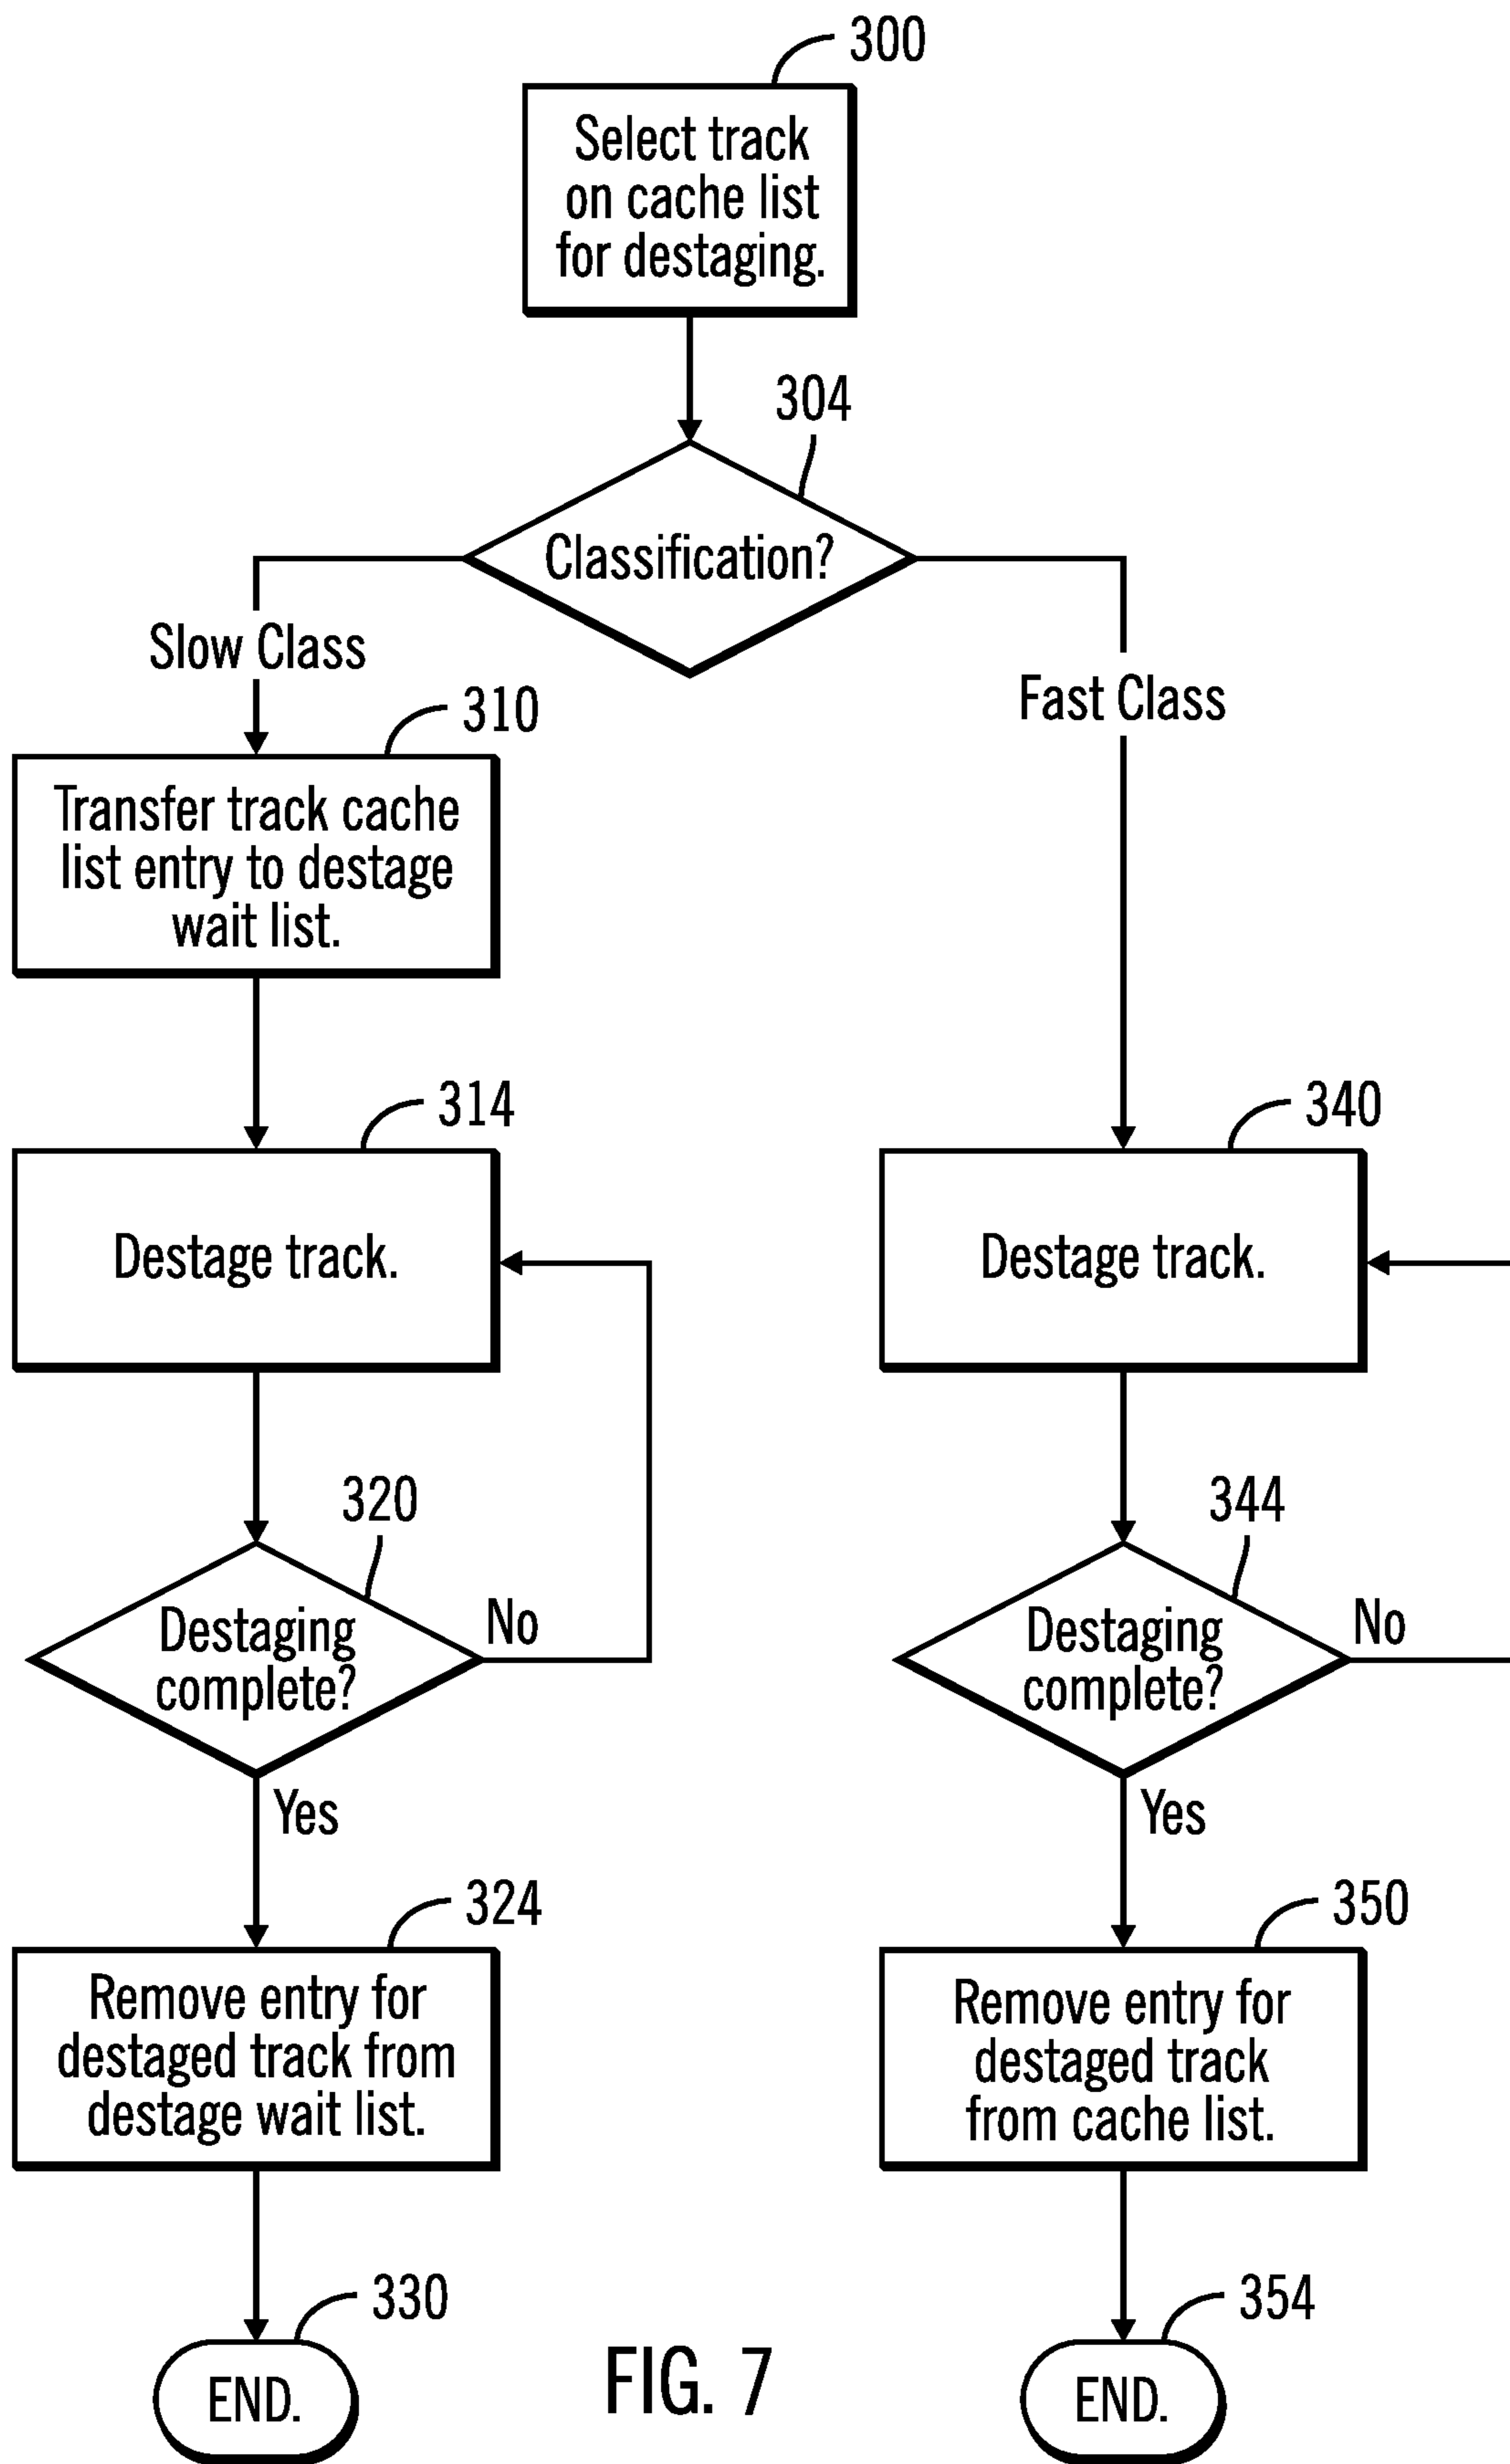 300
Select track
on cache list
for destaging.
304
Classification?
Slow Class
Fast Class
310
Transfer track cache
list entry to destage
wait list.
314
Destage track.
340
Destage track.
320
Destaging
complete?
No
Yes
344
Destaging
complete?
No
Yes
324
Remove entry for
destaged track from
destage wait list.
350
Remove entry for
destaged track
from cache list.
330
END.
354
END.
FIG. 7